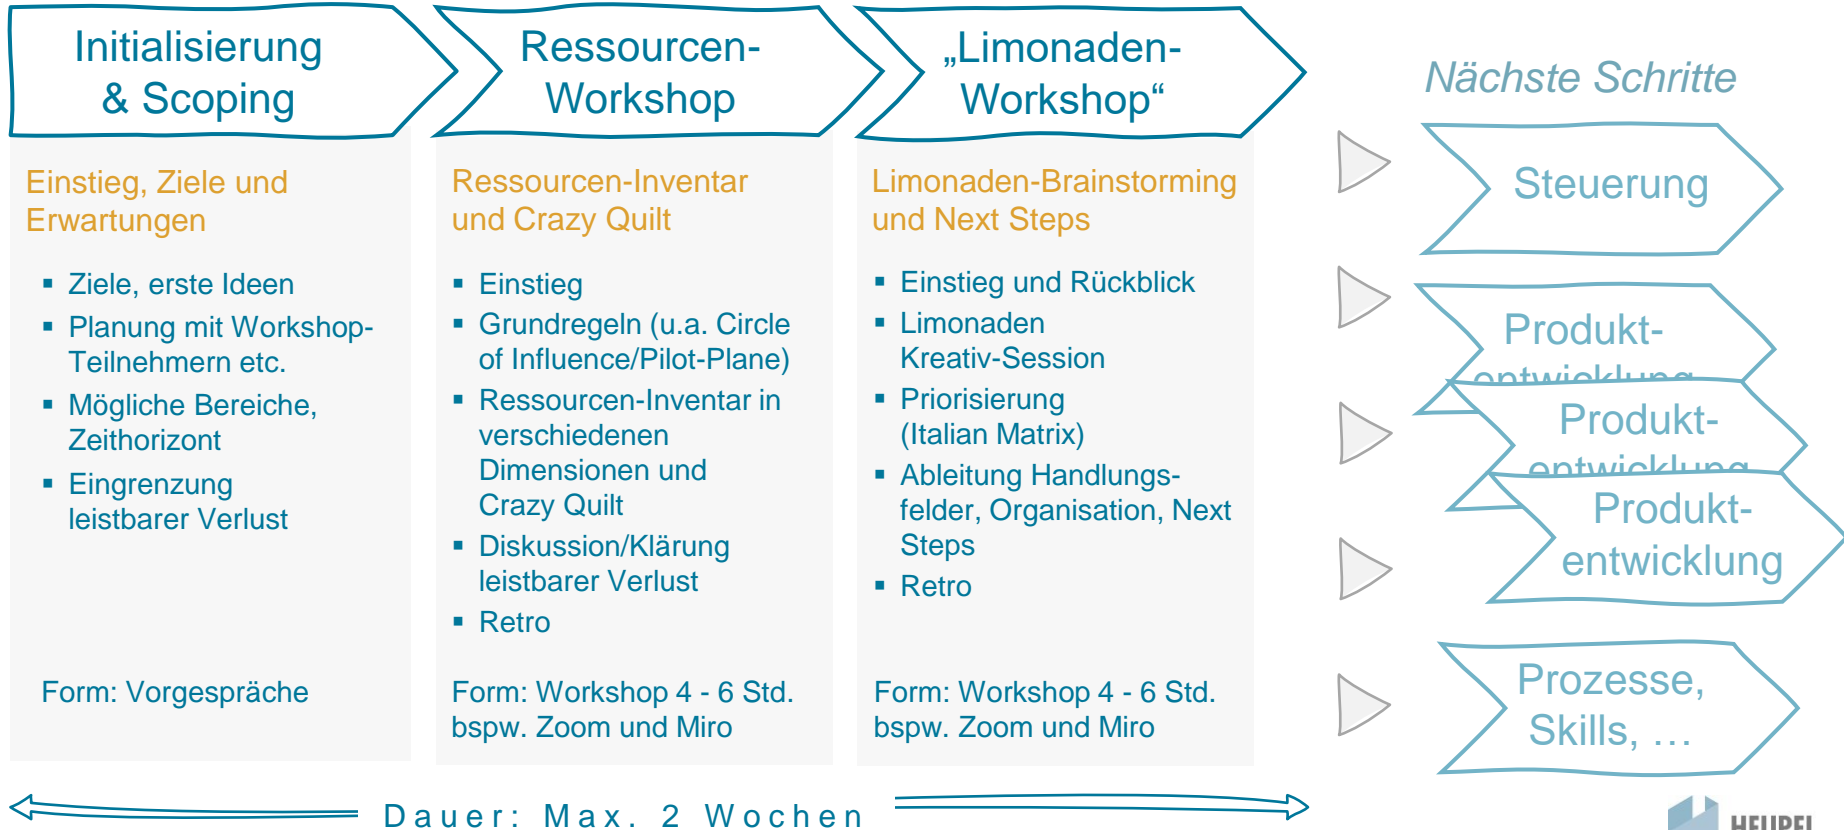 Initialisierung
& Scoping
Ressourcen-
Workshop
„Limonaden-
Workshop“
Nächste Schritte
Einstieg, Ziele und
Erwartungen
▪ Ziele, erste Ideen
▪ Planung mit Workshop-
Teilnehmern etc.
▪ Mögliche Bereiche,
Zeithorizont
▪ Eingrenzung
leistbarer Verlust
Form: Vorgespräche
Ressourcen-Inventar
und Crazy Quilt
▪ Einstieg
▪ Grundregeln (u.a. Circle
of Influence/Pilot-Plane)
▪ Ressourcen-Inventar in
verschiedenen
Dimensionen und
Crazy Quilt
▪ Diskussion/Klärung
leistbarer Verlust
▪ Retro
Form: Workshop 4 - 6 Std.
bspw. Zoom und Miro
Limonaden-Brainstorming
und Next Steps
▪ Einstieg und Rückblick
▪ Limonaden
Kreativ-Session
▪ Priorisierung
(Italian Matrix)
▪ Ableitung Handlungs-
felder, Organisation, Next
Steps
▪ Retro
Form: Workshop 4 - 6 Std.
bspw. Zoom und Miro
Steuerung
Produkt-
entwicklung
Produkt-
entwicklung
Produkt-
entwicklung
Prozesse,
Skills, …
Dauer: Max. 2 Wochen